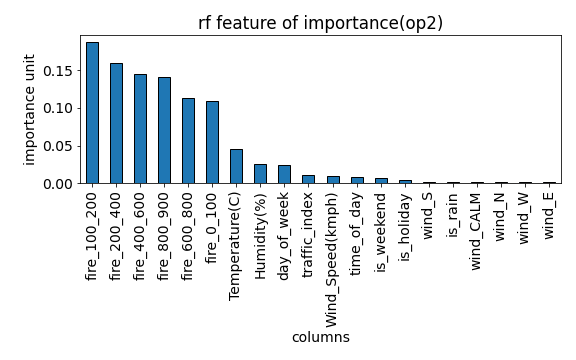 rf feature of importance(op2)
importance unit
0.15
0.10
0.05
0.00
fire_100_200
fire_200_400
fire_400_600
fire_800_900
fire_600_800
fire_0_100
Temperature(C)
Humidity(%)
day_of_week
traffic_index
Wind_Speed(kmph)
time_of_day
is_weekend
is_holiday
wind_S
is_rain
wind_CALM
wind_N
wind_W
wind_E
columns